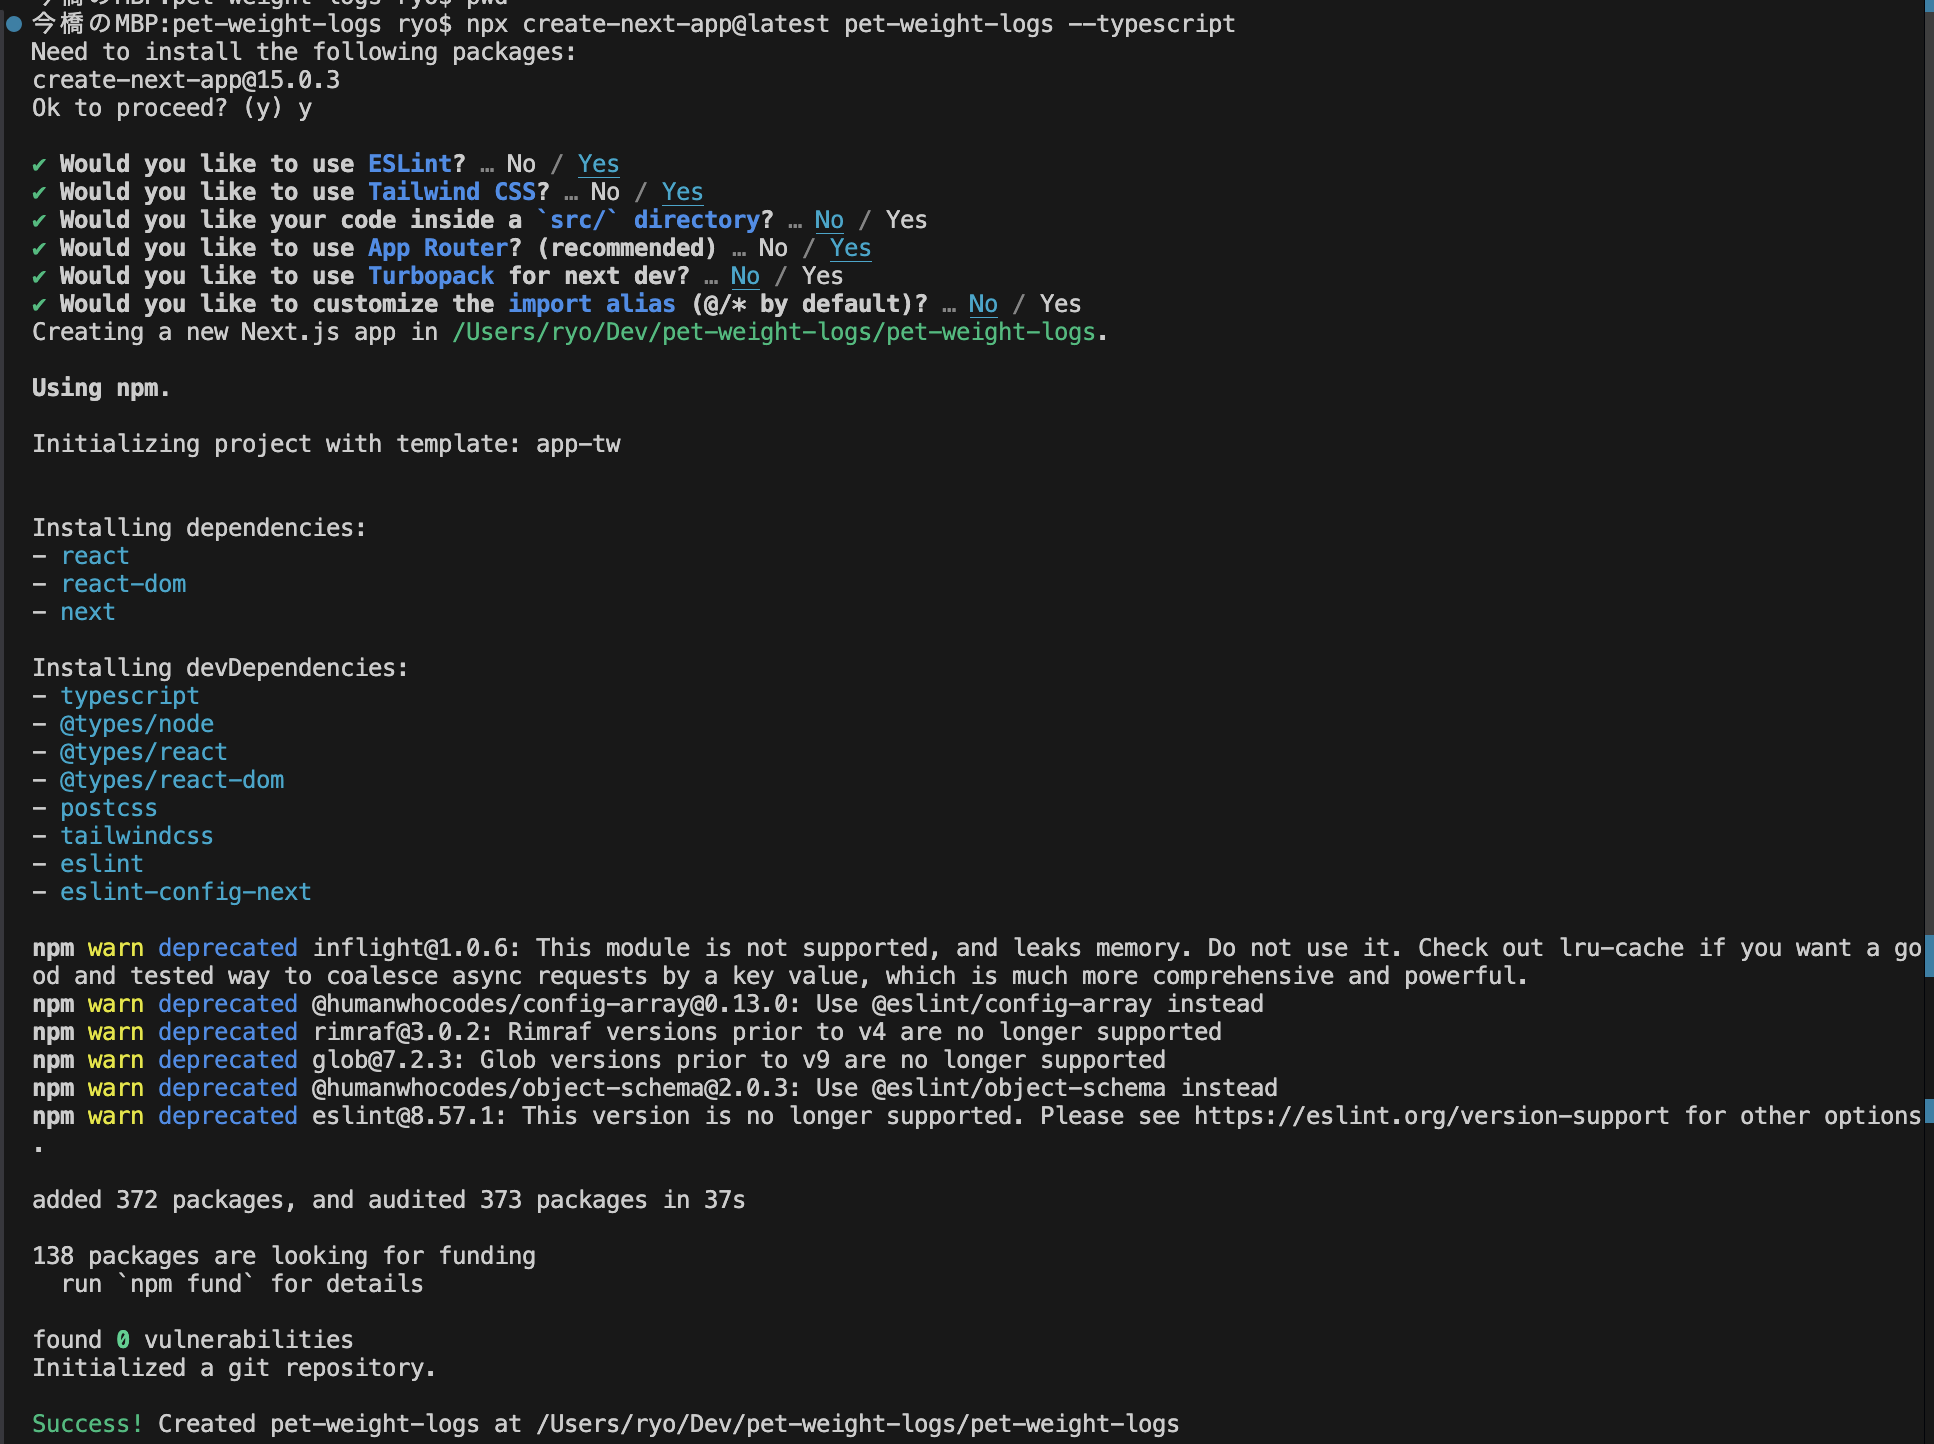 今橋のMBP:pet-weight-logs ryo$ pwd
今橋のMBP:pet-weight-logs ryo$ npx create-next-app@latest pet-weight-logs --typescript
Need to install the following packages:
create-next-app@15.0.3
Ok to proceed? (y) y
✔ Would you like to use ESLint? … No / Yes
✔ Would you like to use Tailwind CSS? … No / Yes
✔ Would you like your code inside a `src/` directory? … No / Yes
✔ Would you like to use App Router? (recommended) … No / Yes
✔ Would you like to use Turbopack for next dev? … No / Yes
✔ Would you like to customize the import alias (@/* by default)? … No / Yes
Creating a new Next.js app in /Users/ryo/Dev/pet-weight-logs/pet-weight-logs.
Using npm.
Initializing project with template: app-tw
Installing dependencies:
- react
- react-dom
- next
Installing devDependencies:
- typescript
- @types/node
- @types/react
- @types/react-dom
- postcss
- tailwindcss
- eslint
- eslint-config-next
npm warn deprecated inflight@1.0.6: This module is not supported, and leaks memory. Do not use it. Check out lru-cache if you want a go
od and tested way to coalesce async requests by a key value, which is much more comprehensive and powerful.
npm warn deprecated @humanwhocodes/config-array@0.13.0: Use @eslint/config-array instead
npm warn deprecated rimraf@3.0.2: Rimraf versions prior to v4 are no longer supported
npm warn deprecated glob@7.2.3: Glob versions prior to v9 are no longer supported
npm warn deprecated @humanwhocodes/object-schema@2.0.3: Use @eslint/object-schema instead
npm warn deprecated eslint@8.57.1: This version is no longer supported. Please see https://eslint.org/version-support for other options
.
added 372 packages, and audited 373 packages in 37s
138 packages are looking for funding
  run `npm fund` for details
found 0 vulnerabilities
Initialized a git repository.
Success! Created pet-weight-logs at /Users/ryo/Dev/pet-weight-logs/pet-weight-logs